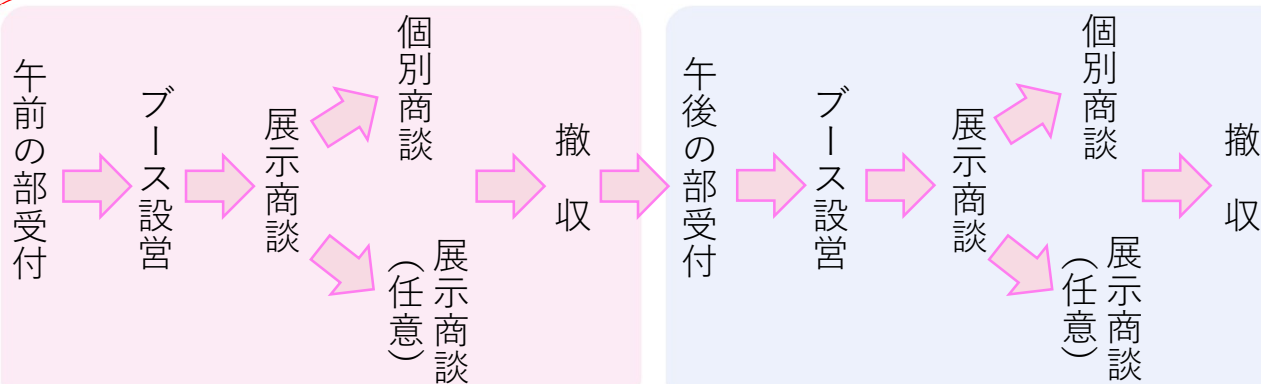 午前の部受付
ブース設営
展示商談
個別商談
展示商談
（任意）
撤収
午後の部受付
ブース設営
展示商談
個別商談
展示商談
（任意）
撤収